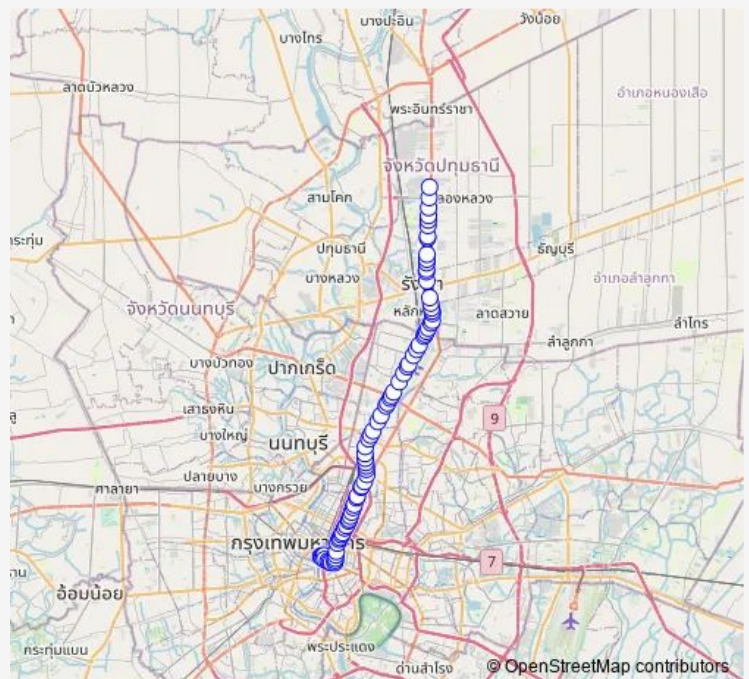 บางปะอิน
วังน้อย
บางไทร
ลาดบัวหลวง
อำเภอหนองเสือ
พระอินทร์ราชา
จังหวัดปทุมธานี
สามโคก
ลองหลวง
ปทุมธานี
ธัญบุรี
บางหลวง
อำเภอลำลูกกา
รังสิ
จังหวัดนนทบุรี
หลักห
ลาดสวาย
ลำไทร
ลำลูกกา
บางบัวทอง
ปากเกร็ด
เสาธงหิน
9
บางใหญ่
นนทบุรี
ปลายบาง
ศาลายา
บางกรวย
กรุงเทพมหา
7
อ้อมน้อย
พระประแดง
กระทุ่มแบน
ด่านสำโรง
© OpenStreetMap contributors